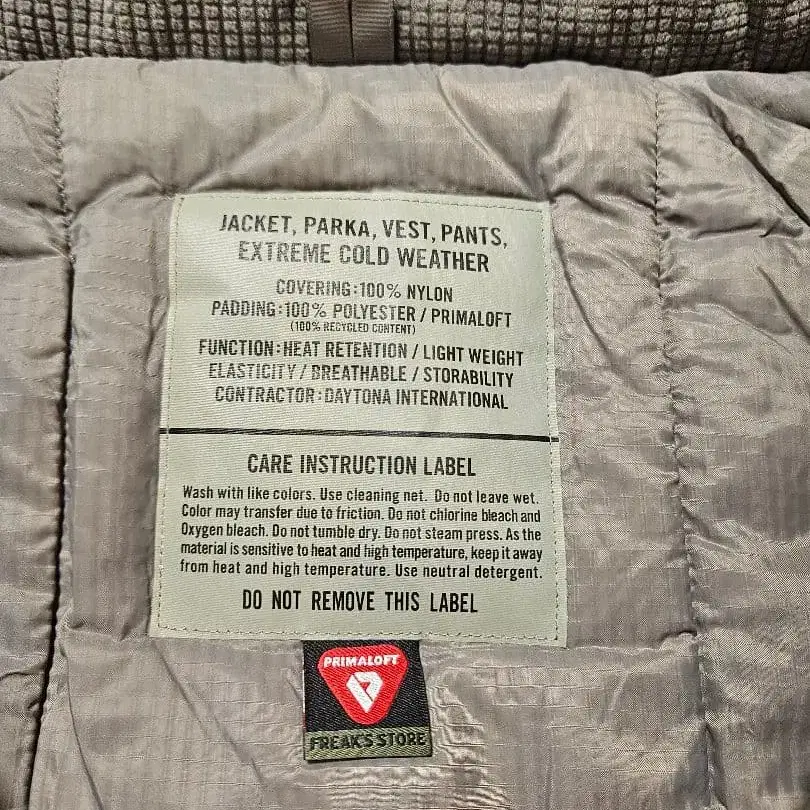 JACKET, PARKA, VEST, PANTS,
EXTREME COLD WEATHER
COVERING:100% NYLON
PADDING:100% POLYESTER / PRIMALOFT
(100% RECYCLED CONTENT)
FUNCTION:HEAT RETENTION / LIGHT WEIGHT
ELASTICITY / BREATHABLE / STORABILITY
CONTRACTOR:DAYTONA INTERNATIONAL
CARE INSTRUCTION LABEL
Wash with like colors. Use cleaning net. Do not leave wet.
Color may transfer due to friction. Do not chlorine bleach and
Oxygen bleach. Do not tumble dry. Do not steam press. As the
material is sensitive to heat and high temperature, keep it away
from heat and high temperature. Use neutral detergent.
DO NOT REMOVE THIS LABEL
PRIMALOFT
FREAK'S STORE